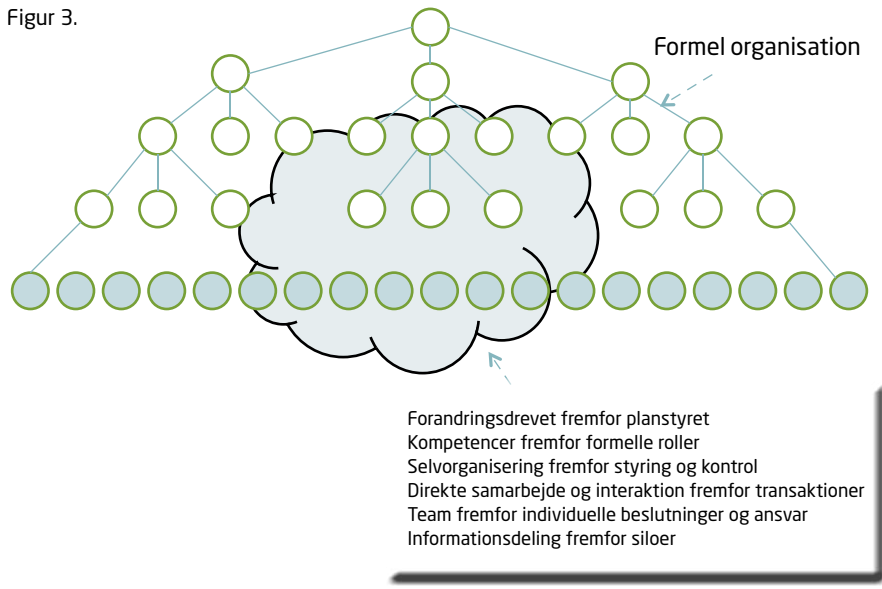 Figur 3.
Formel organisation
Forandringsdrevet fremfor planstyret
Kompetencer fremfor formelle roller
Selvorganisering fremfor styring og kontrol
Direkte samarbejde og interaktion fremfor transaktioner
Team fremfor individuelle beslutninger og ansvar
Informationsdeling fremfor siloer